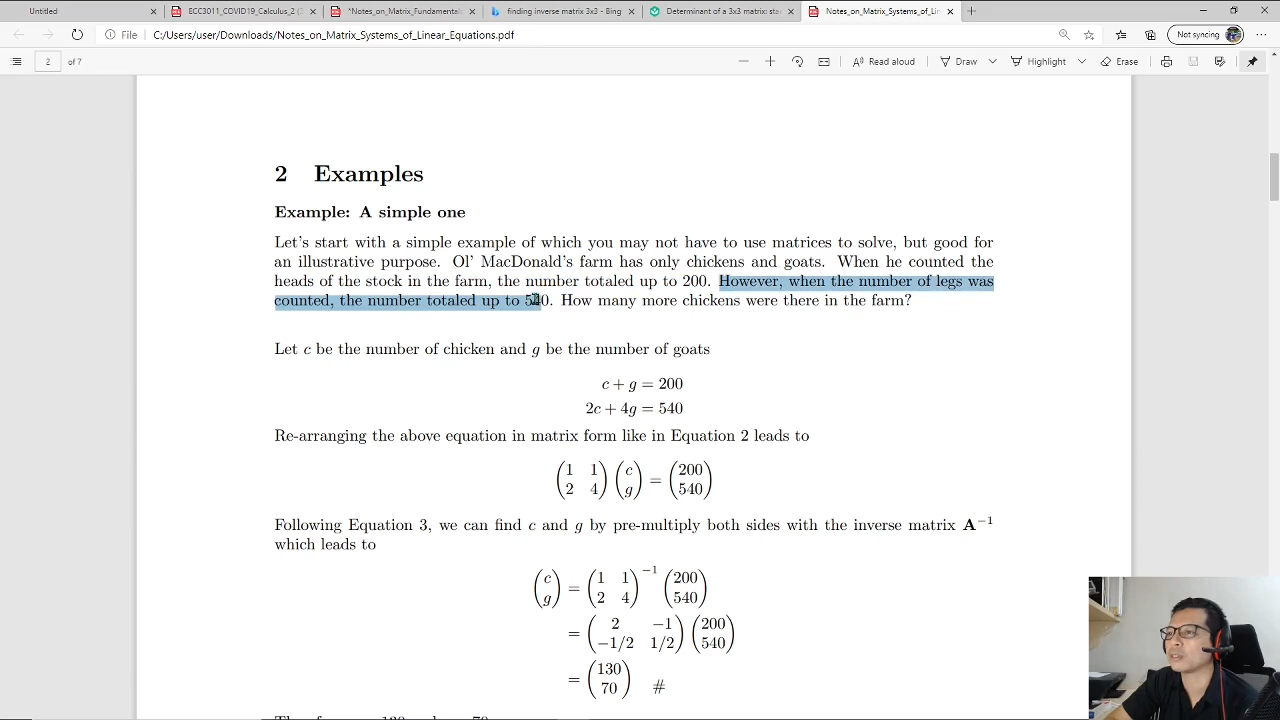 Untitled
ECC3011_COVID19_Calculus_2 (
*Notes_on_Matrix_Fundamental
finding inverse matrix 3x3 - Bing
Determinant of a 3x3 matrix: sta
Notes_on_Matrix_Systems_of_Lin
File C:/Users/user/Downloads/Notes_on_Matrix_Systems_of_Linear_Equations.pdf
Not syncing
2 of 7
Read aloud
Draw
Highlight
Erase
2 Examples
Example: A simple one
Let's start with a simple example of which you may not have to use matrices to solve, but good for
an illustrative purpose. Ol' MacDonald's farm has only chickens and goats. When he counted the
heads of the stock in the farm, the number totaled up to 200. However, when the number of legs was
counted, the number totaled up to 540. How many more chickens were there in the farm?
Let c be the number of chicken and g be the number of goats
c + g = 200
2c + 4g = 540
Re-arranging the above equation in matrix form like in Equation 2 leads to
(1 1) (c) = (200)
(2 4) (g) (540)
Following Equation 3, we can find c and g by pre-multiply both sides with the inverse matrix A⁻¹
which leads to
(c) = (1 1)⁻¹ (200)
(g) (2 4) (540)
= (2 −1) (200)
(−1/2 1/2) (540)
= (130)
(70) #